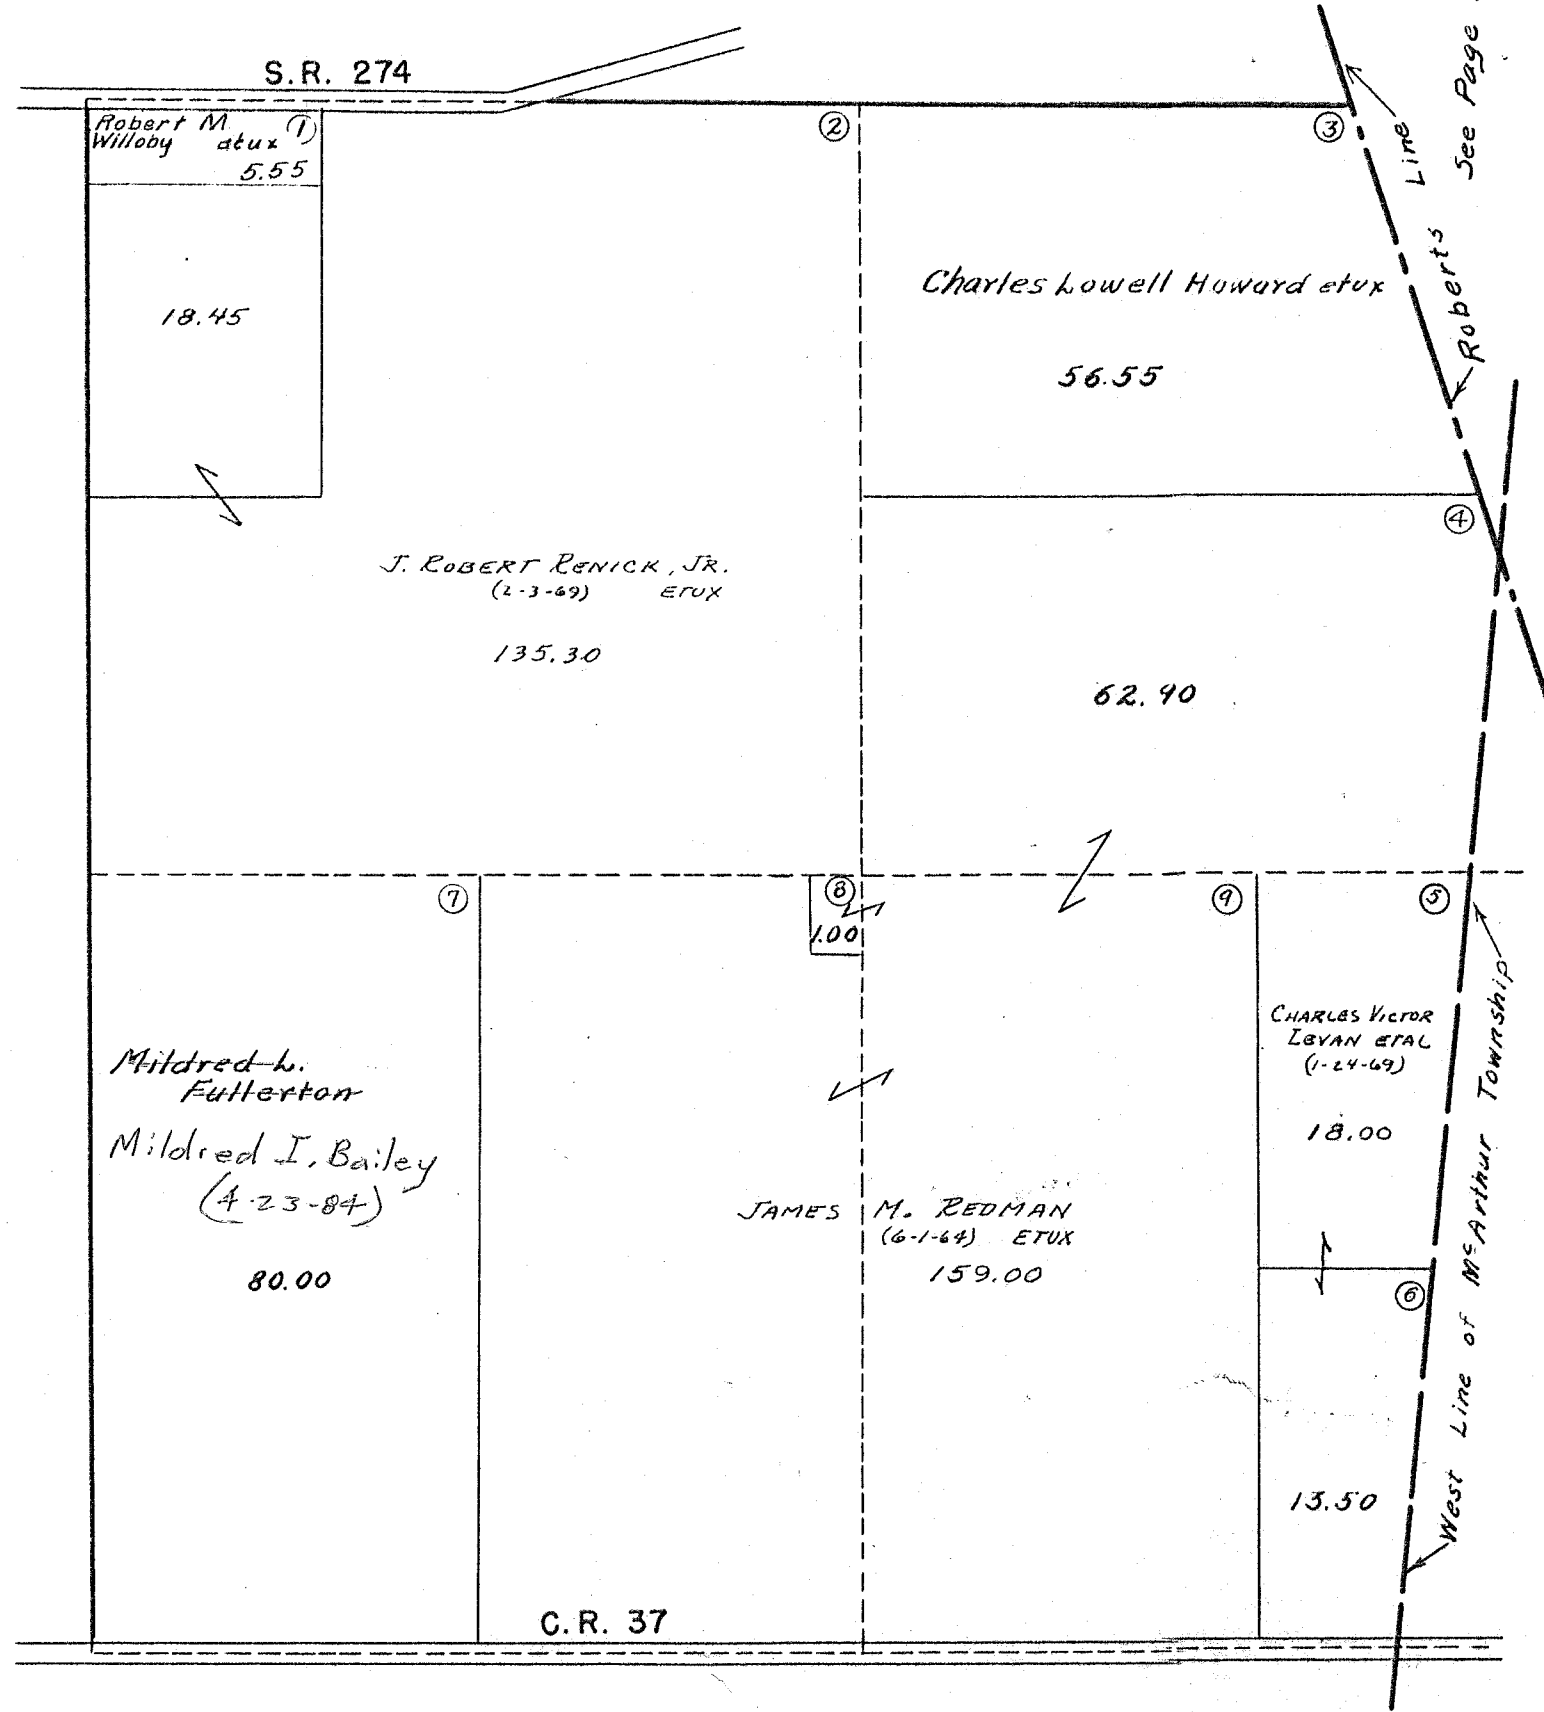 S.R. 274
Robert M.
Willoby etux
①
5.55
18.45
②
③
Charles Lowell Howard etux
56.55
Roberts Line
See Page
④
J. ROBERT RENICK, JR.
(2-3-69) ETUX
135.30
62.90
⑦
⑧
1.00
⑨
⑤
Mildred L.
Fullerton
Mildred I. Bailey
(4-23-84)
80.00
JAMES M. REDMAN
(6-1-64) ETUX
159.00
CHARLES VICTOR
LEVAN ETAL
(1-24-69)
18.00
⑥
13.50
West Line of McArthur Township
C.R. 37